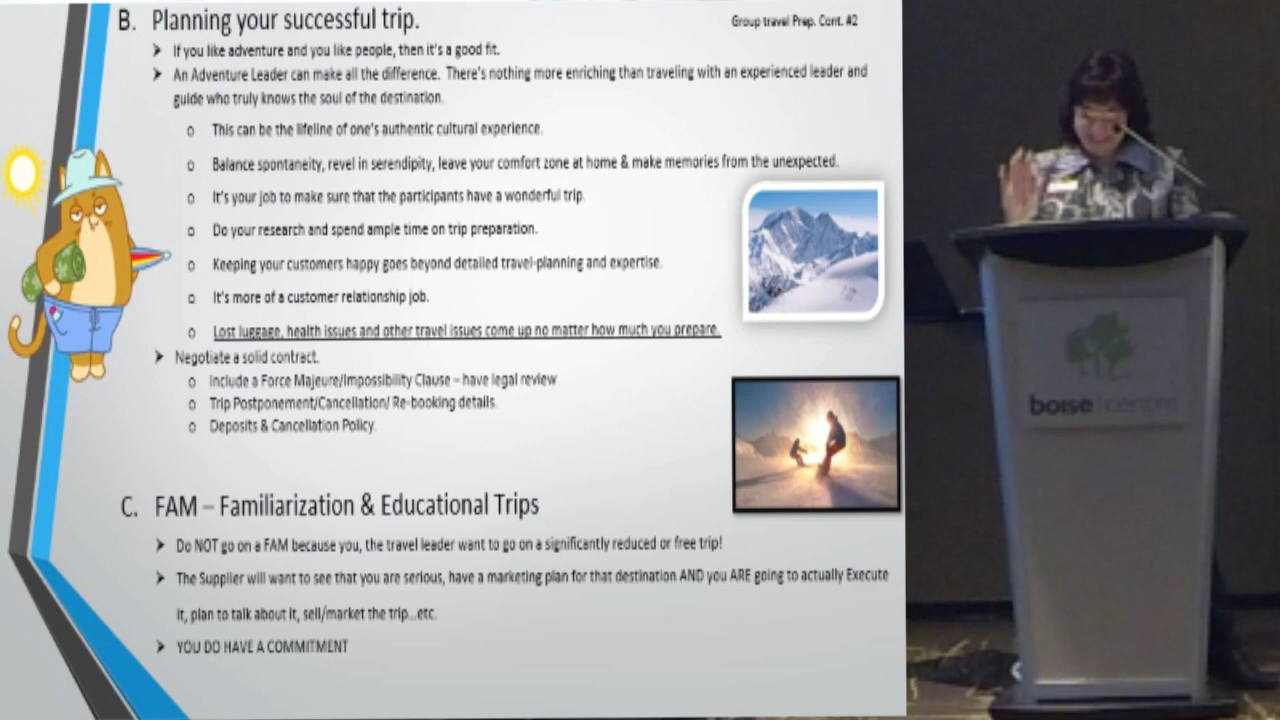 B. Planning your successful trip.
Group travel Prep. Cont. #2
If you like adventure and you like people, then it's a good fit.
An Adventure Leader can make all the difference. There's nothing more enriching than traveling with an experienced leader and
guide who truly knows the soul of the destination.
o This can be the lifeline of one's authentic cultural experience.
o Balance spontaneity, revel in serendipity, leave your comfort zone at home & make memories from the unexpected.
o It's your job to make sure that the participants have a wonderful trip.
o Do your research and spend ample time on trip preparation.
o Keeping your customers happy goes beyond detailed travel-planning and expertise.
o It's more of a customer relationship job.
o Lost luggage, health issues and other travel issues come up no matter how much you prepare.
Negotiate a solid contract.
o Include a Force Majeure/Impossibility Clause – have legal review
o Trip Postponement/Cancellation/ Re-booking details.
o Deposits & Cancellation Policy.
C. FAM – Familiarization & Educational Trips
Do NOT go on a FAM because you, the travel leader want to go on a significantly reduced or free trip!
The Supplier will want to see that you are serious, have a marketing plan for that destination AND you ARE going to actually Execute
it, plan to talk about it, sell/market the trip...etc.
YOU DO HAVE A COMMITMENT
boise centre